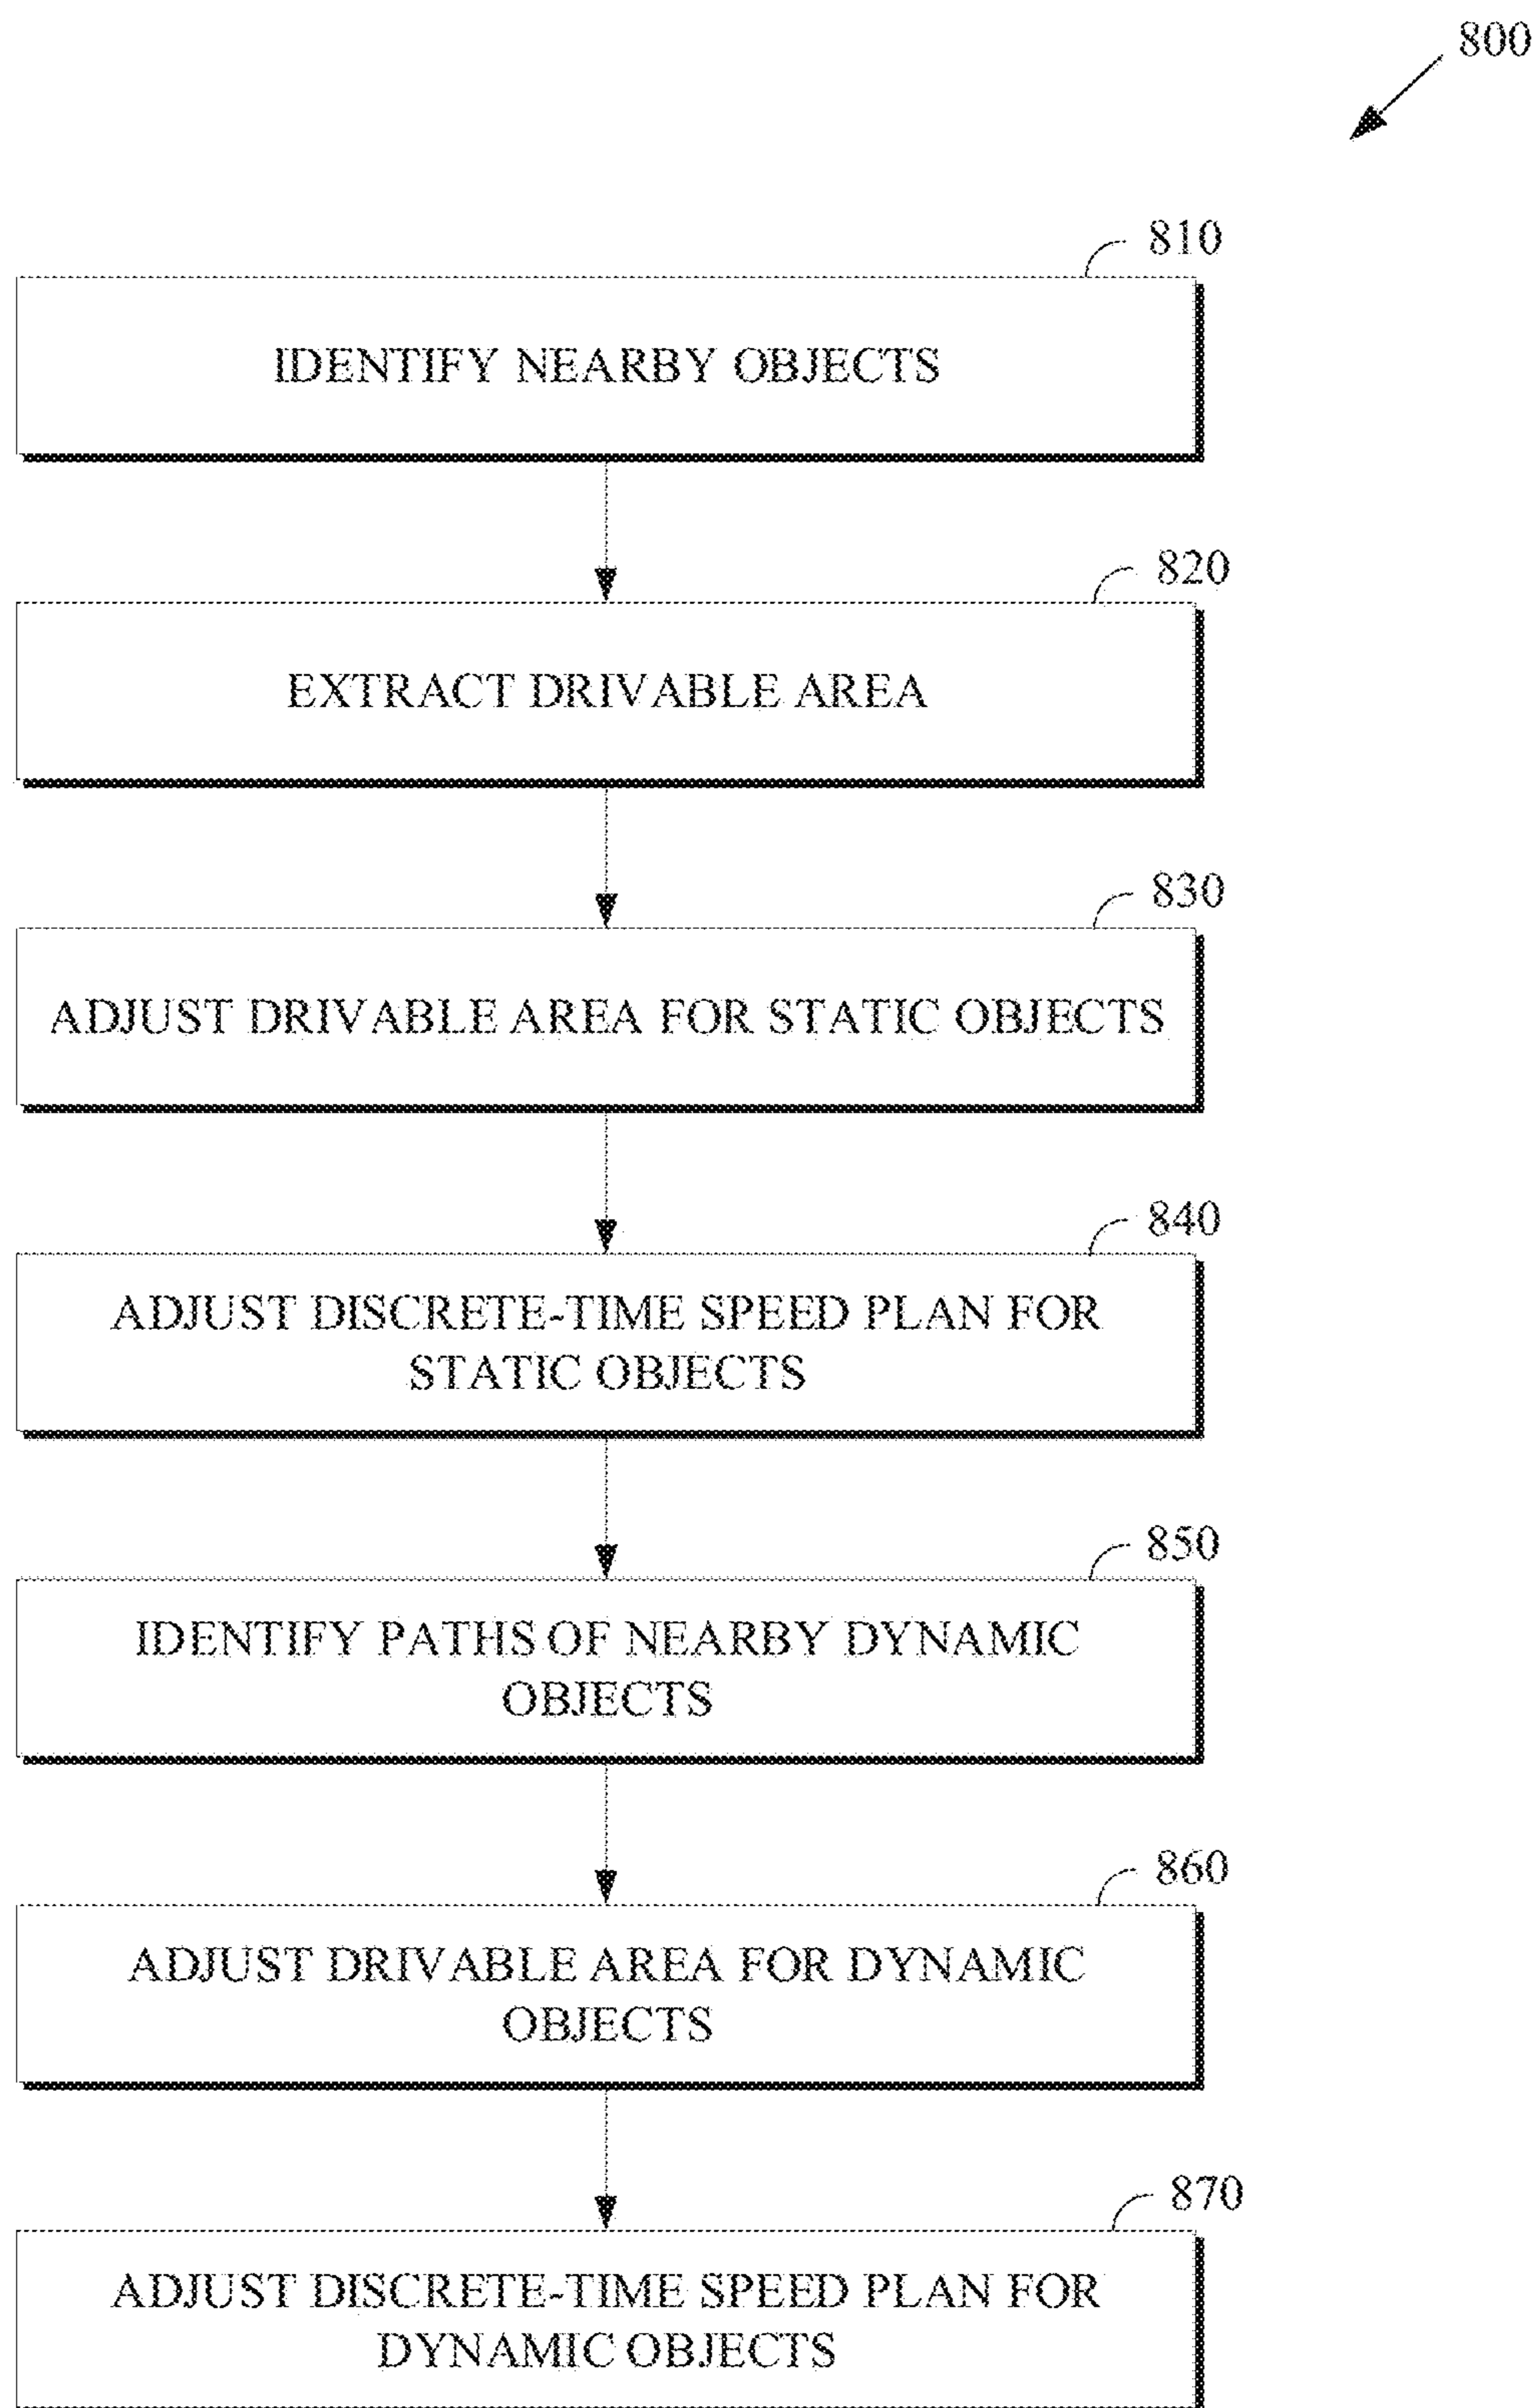 800
810
IDENTIFY NEARBY OBJECTS
820
EXTRACT DRIVABLE AREA
830
ADJUST DRIVABLE AREA FOR STATIC OBJECTS
840
ADJUST DISCRETE-TIME SPEED PLAN FOR
STATIC OBJECTS
850
IDENTIFY PATHS OF NEARBY DYNAMIC
OBJECTS
860
ADJUST DRIVABLE AREA FOR DYNAMIC
OBJECTS
870
ADJUST DISCRETE-TIME SPEED PLAN FOR
DYNAMIC OBJECTS